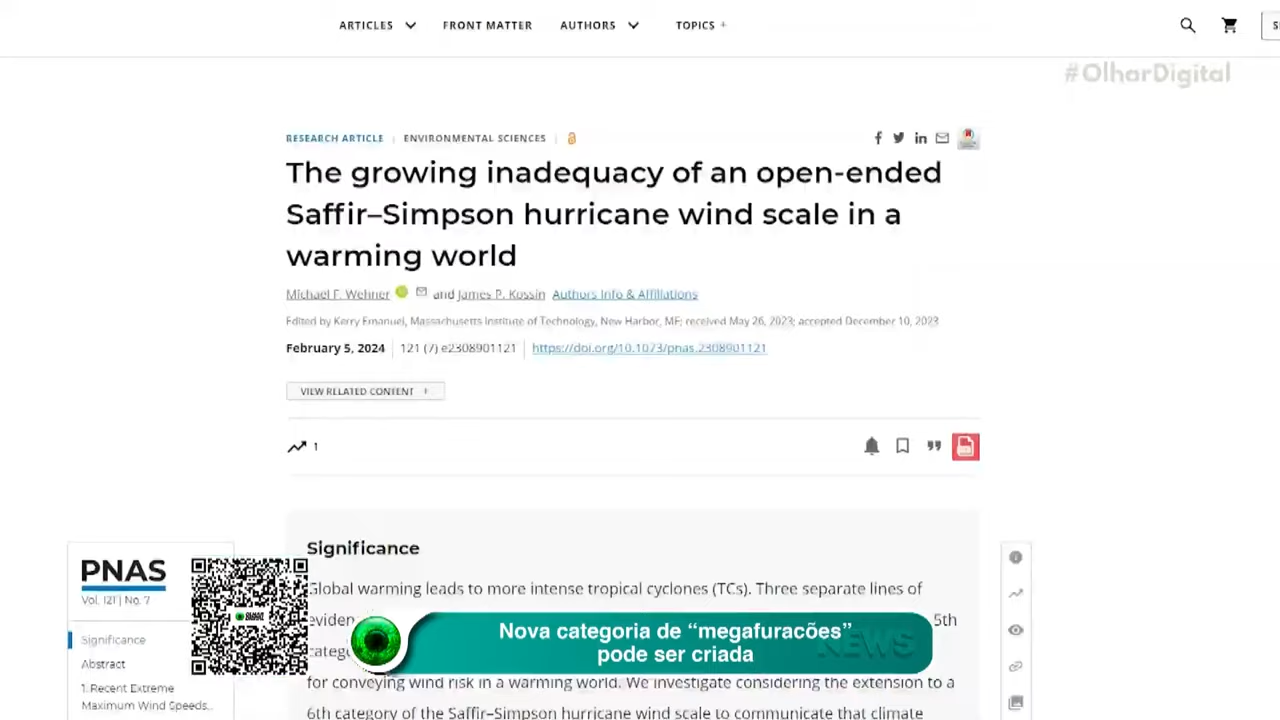 ARTICLES
FRONT MATTER
AUTHORS
TOPICS +
#OlharDigital
RESEARCH ARTICLE | ENVIRONMENTAL SCIENCES
The growing inadequacy of an open-ended
Saffir–Simpson hurricane wind scale in a
warming world
Michael F. Wehner and James P. Kossin Authors Info & Affiliations
Edited by Kerry Emanuel, Massachusetts Institute of Technology, New Harbor, ME; received May 26, 2023; accepted December 10, 2023
February 5, 2024 | 121 (7) e2308901121 | https://doi.org/10.1073/pnas.2308901121
VIEW RELATED CONTENT +
1
Significance
Global warming leads to more intense tropical cyclones (TCs). Three separate lines of
5th
for conveying wind risk in a warming world. We investigate considering the extension to a
6th category of the Saffir–Simpson hurricane wind scale to communicate that climate
PNAS
Vol. 121 | No. 7
Significance
Abstract
1. Recent Extreme
Maximum Wind Speeds...
Nova categoria de “megafuracões”
pode ser criada
NEWS